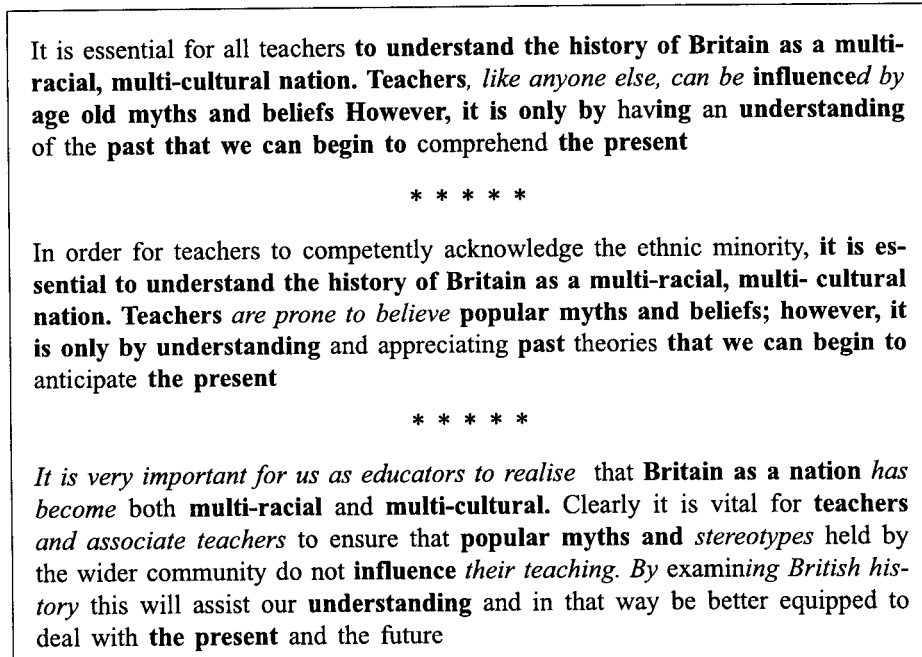 It is essential for all teachers to understand the history of Britain as a multi-
racial, multi-cultural nation. Teachers, like anyone else, can be influenced by
age old myths and beliefs However, it is only by having an understanding
of the past that we can begin to comprehend the present
* * * * *
In order for teachers to competently acknowledge the ethnic minority, it is es-
sential to understand the history of Britain as a multi-racial, multi- cultural
nation. Teachers are prone to believe popular myths and beliefs; however, it
is only by understanding and appreciating past theories that we can begin to
anticipate the present
* * * * *
It is very important for us as educators to realise that Britain as a nation has
become both multi-racial and multi-cultural. Clearly it is vital for teachers
and associate teachers to ensure that popular myths and stereotypes held by
the wider community do not influence their teaching. By examining British his-
tory this will assist our understanding and in that way be better equipped to
deal with the present and the future